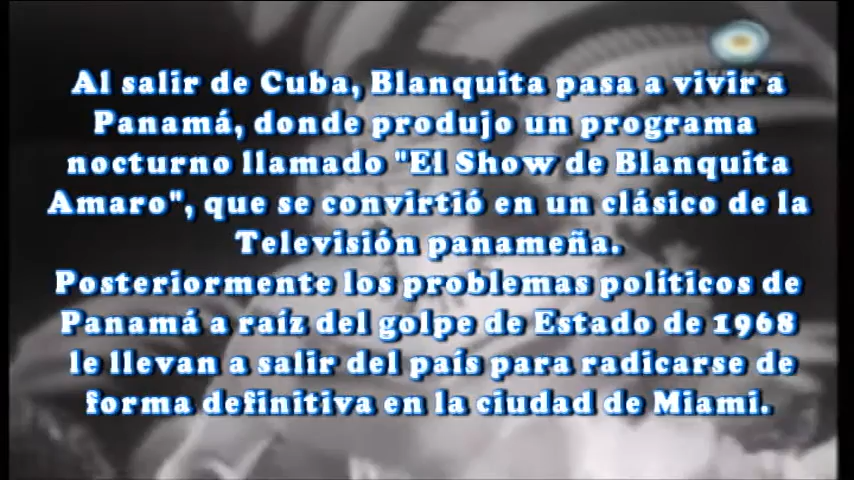 Al salir de Cuba, Blanquita pasa a vivir a
Panamá, donde produjo un programa
nocturno llamado "El Show de Blanquita
Amaro", que se convirtió en un clásico de la
Televisión panameña.
Posteriormente los problemas políticos de
Panamá a raíz del golpe de Estado de 1968
le llevan a salir del país para radicarse de
forma definitiva en la ciudad de Miami.